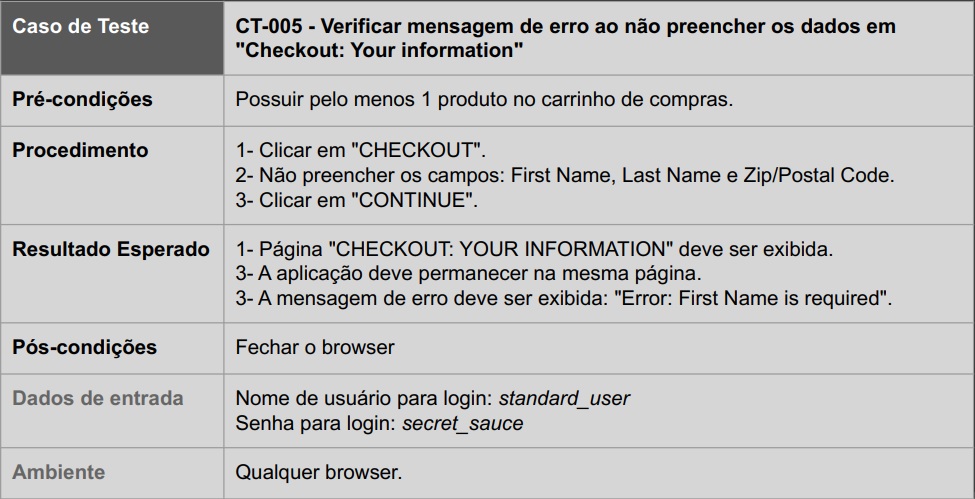 Caso de Teste
CT-005 - Verificar mensagem de erro ao não preencher os dados em
"Checkout: Your information"
Pré-condições
Possuir pelo menos 1 produto no carrinho de compras.
Procedimento
1- Clicar em "CHECKOUT".
2- Não preencher os campos: First Name, Last Name e Zip/Postal Code.
3- Clicar em "CONTINUE".
Resultado Esperado
1- Página "CHECKOUT: YOUR INFORMATION" deve ser exibida.
3- A aplicação deve permanecer na mesma página.
3- A mensagem de erro deve ser exibida: "Error: First Name is required".
Pós-condições
Fechar o browser
Dados de entrada
Nome de usuário para login: standard_user
Senha para login: secret_sauce
Ambiente
Qualquer browser.